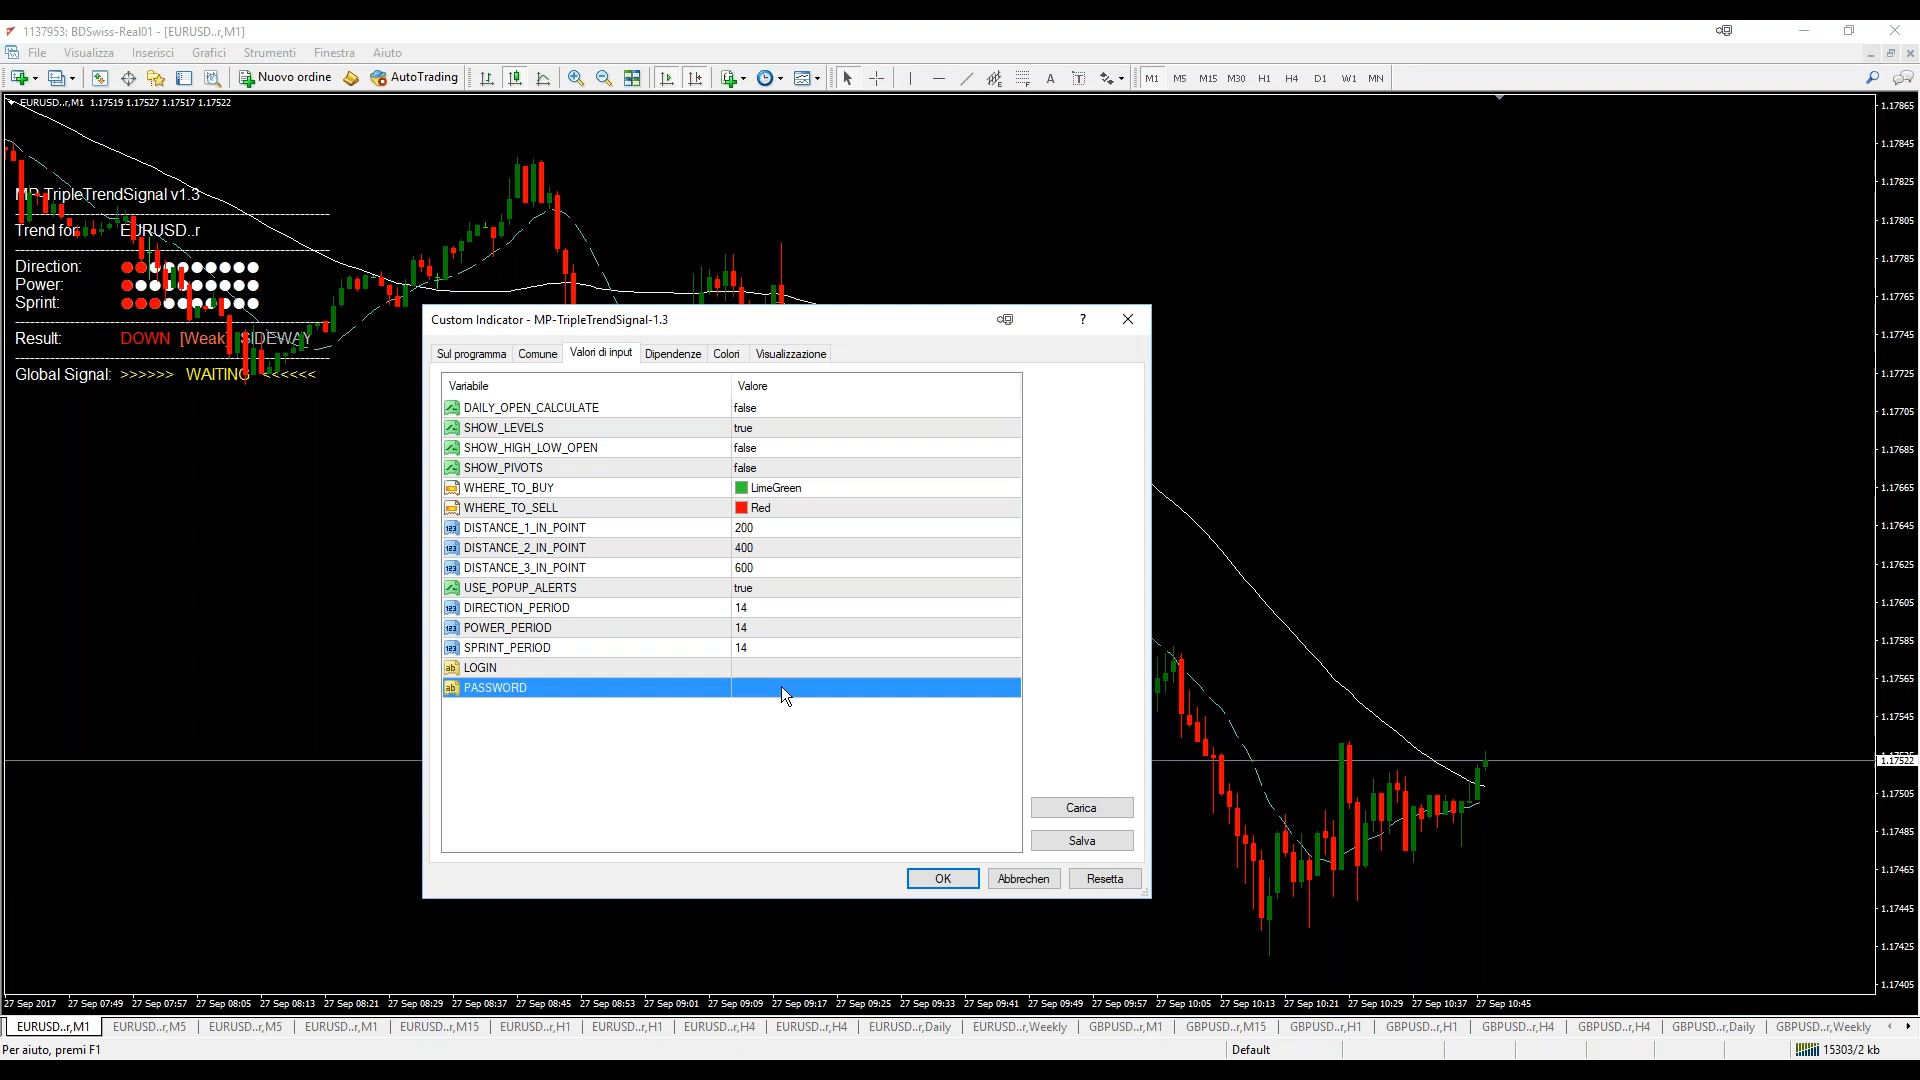 1137953: BDSwiss-Real01 - [EURUSD..r,M1]
File Visualizza Inserisci Grafici Strumenti Finestra Aiuto
Nuovo ordine AutoTrading A T M1 M5 M15 M30 H1 H4 D1 W1 MN
EURUSD..r,M1 1.17519 1.17527 1.17517 1.17522
MP-TripleTrendSignal v1.3
Trend for: EURUSD..r
Direction:
Power:
Sprint:
Result: DOWN [Weak] SIDEWAY
Global Signal: >>>>>> WAITING <<<<<<
Custom Indicator - MP-TripleTrendSignal-1.3
Sul programma Comune Valori di input Dipendenze Colori Visualizzazione
Variabile Valore
DAILY_OPEN_CALCULATE false
SHOW_LEVELS true
SHOW_HIGH_LOW_OPEN false
SHOW_PIVOTS false
WHERE_TO_BUY LimeGreen
WHERE_TO_SELL Red
DISTANCE_1_IN_POINT 200
DISTANCE_2_IN_POINT 400
DISTANCE_3_IN_POINT 600
USE_POPUP_ALERTS true
DIRECTION_PERIOD 14
POWER_PERIOD 14
SPRINT_PERIOD 14
LOGIN
PASSWORD
Carica
Salva
OK Abbrechen Resetta
1.17865
1.17845
1.17825
1.17805
1.17785
1.17765
1.17745
1.17725
1.17705
1.17685
1.17665
1.17645
1.17625
1.17605
1.17585
1.17565
1.17545
1.17522
1.17505
1.17485
1.17465
1.17445
1.17425
1.17405
27 Sep 2017 27 Sep 07:49 27 Sep 07:57 27 Sep 08:05 27 Sep 08:13 27 Sep 08:21 27 Sep 08:29 27 Sep 08:37 27 Sep 08:45 27 Sep 08:53 27 Sep 09:01 27 Sep 09:09 27 Sep 09:17 27 Sep 09:25 27 Sep 09:33 27 Sep 09:41 27 Sep 09:49 27 Sep 09:57 27 Sep 10:05 27 Sep 10:13 27 Sep 10:21 27 Sep 10:29 27 Sep 10:37 27 Sep 10:45
EURUSD..r,M1 EURUSD..r,M5 EURUSD..r,M5 EURUSD..r,M1 EURUSD..r,M15 EURUSD..r,H1 EURUSD..r,H1 EURUSD..r,H4 EURUSD..r,H4 EURUSD..r,Daily EURUSD..r,Weekly GBPUSD..r,M1 GBPUSD..r,M15 GBPUSD..r,H1 GBPUSD..r,H1 GBPUSD..r,H4 GBPUSD..r,H4 GBPUSD..r,Daily GBPUSD..r,Weekly
Per aiuto, premi F1 Default 15303/2 kb